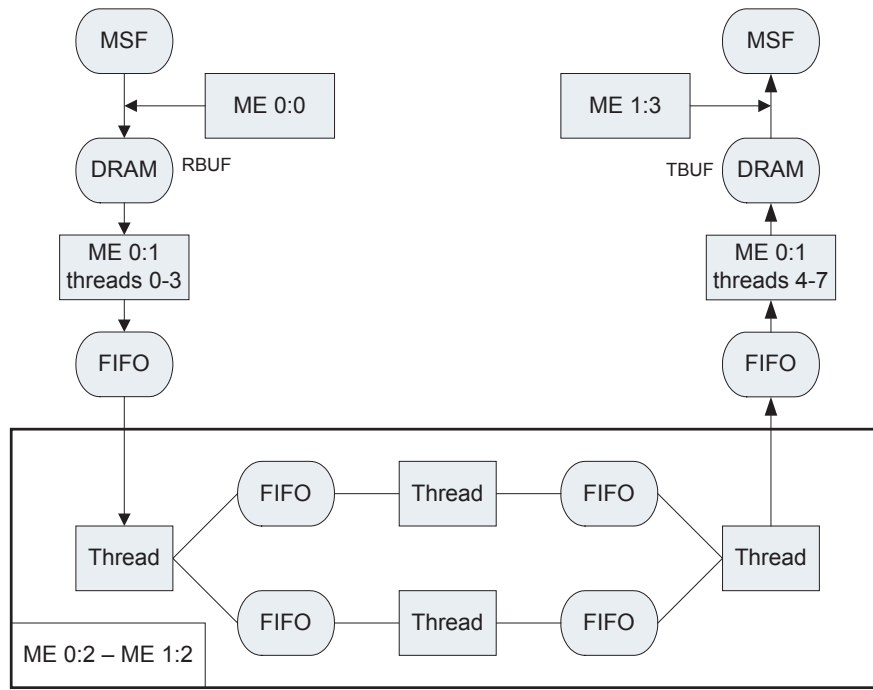 MSF
MSF
ME 0:0
ME 1:3
DRAM
RBUF
TBUF
DRAM
ME 0:1
threads 0-3
ME 0:1
threads 4-7
FIFO
FIFO
FIFO
Thread
FIFO
Thread
Thread
FIFO
Thread
FIFO
ME 0:2 – ME 1:2